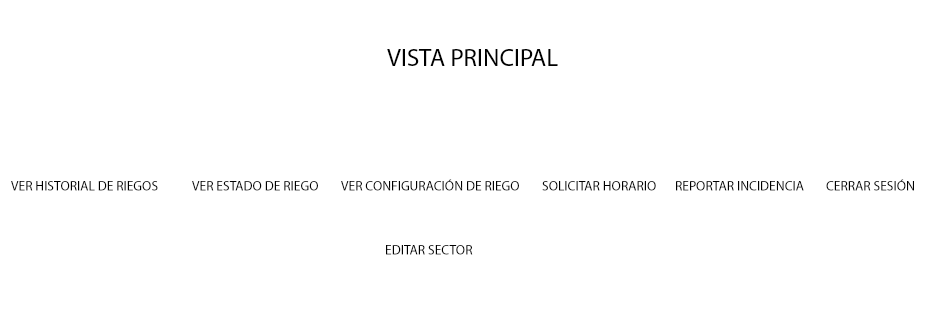 VISTA PRINCIPAL
VER HISTORIAL DE RIEGOS VER ESTADO DE RIEGO VER CONFIGURACIÓN DE RIEGO SOLICITAR HORARIO REPORTAR INCIDENCIA CERRAR SESIÓN
EDITAR SECTOR